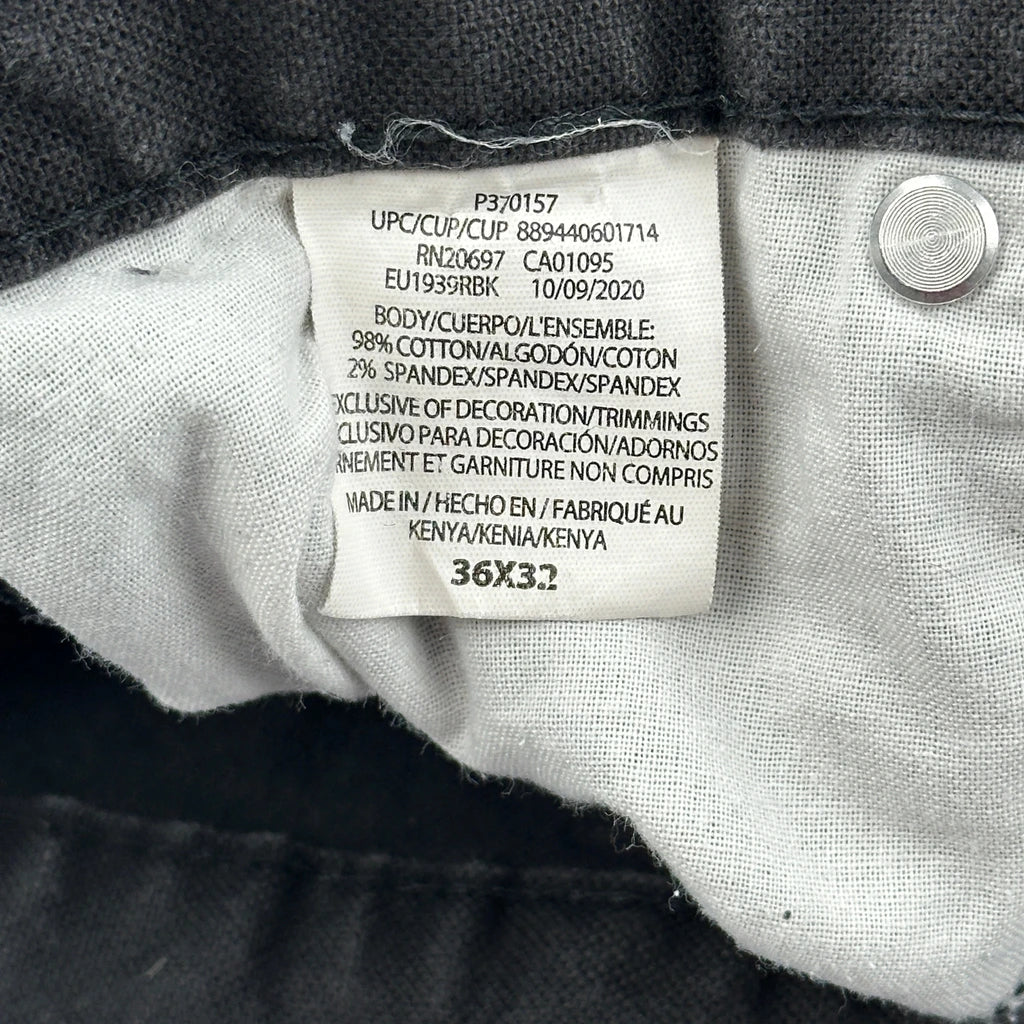 P370157
UPC/CUP/CUP 889440601714
RN20697 CA01095
EU1939RBK 10/09/2020
BODY/CUERPO/L'ENSEMBLE:
98% COTTON/ALGODÓN/COTON
2% SPANDEX/SPANDEX/SPANDEX
XCLUSIVE OF DECORATION/TRIMMINGS
CLUSIVO PARA DECORACIÓN/ADORNOS
RNEMENT ET GARNITURE NON COMPRIS
MADE IN / HECHO EN / FABRIQUÉ AU
KENYA/KENIA/KENYA
36X32